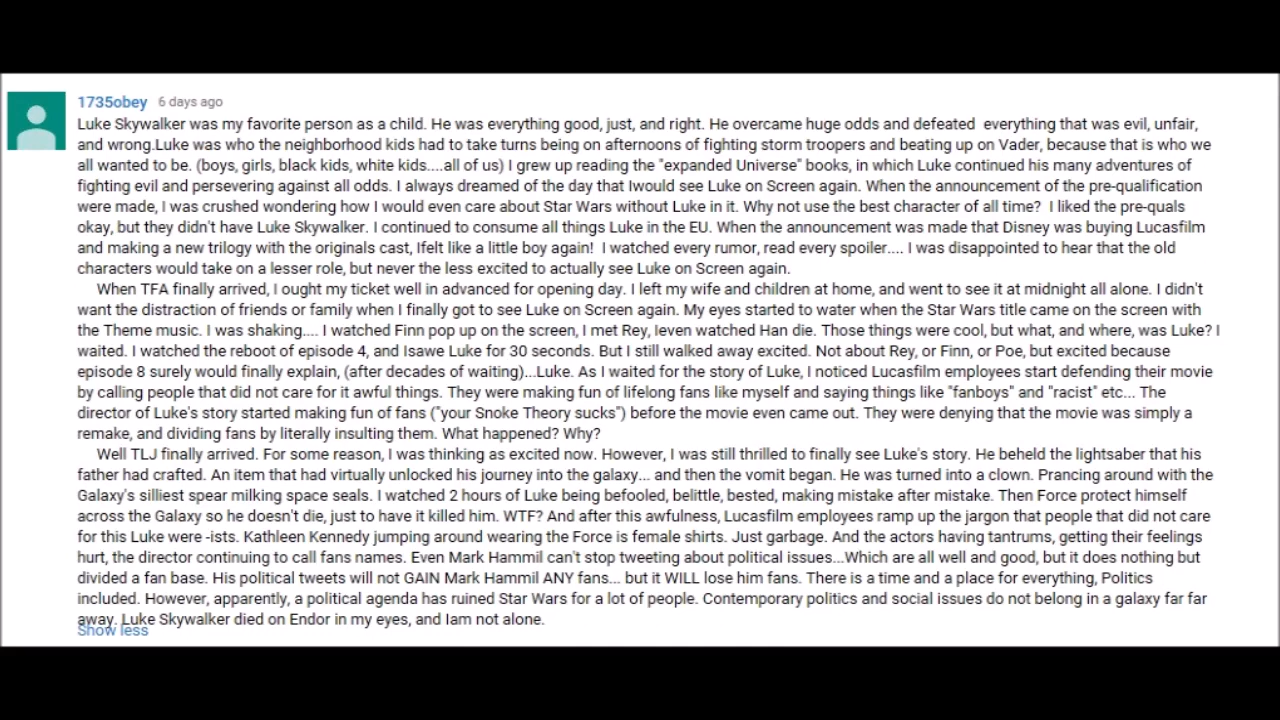 1735obey 6 days ago
Luke Skywalker was my favorite person as a child. He was everything good, just, and right. He overcame huge odds and defeated  everything that was evil, unfair,
and wrong.Luke was who the neighborhood kids had to take turns being on afternoons of fighting storm troopers and beating up on Vader, because that is who we
all wanted to be. (boys, girls, black kids, white kids....all of us) I grew up reading the "expanded Universe" books, in which Luke continued his many adventures of
fighting evil and persevering against all odds. I always dreamed of the day that Iwould see Luke on Screen again. When the announcement of the pre-qualification
were made, I was crushed wondering how I would even care about Star Wars without Luke in it. Why not use the best character of all time?  I liked the pre-quals
okay, but they didn't have Luke Skywalker. I continued to consume all things Luke in the EU. When the announcement was made that Disney was buying Lucasfilm
and making a new trilogy with the originals cast, Ifelt like a little boy again!  I watched every rumor, read every spoiler.... I was disappointed to hear that the old
characters would take on a lesser role, but never the less excited to actually see Luke on Screen again.
When TFA finally arrived, I ought my ticket well in advanced for opening day. I left my wife and children at home, and went to see it at midnight all alone. I didn't
want the distraction of friends or family when I finally got to see Luke on Screen again. My eyes started to water when the Star Wars title came on the screen with
the Theme music. I was shaking.... I watched Finn pop up on the screen, I met Rey, Ieven watched Han die. Those things were cool, but what, and where, was Luke? I
waited. I watched the reboot of episode 4, and Isawe Luke for 30 seconds. But I still walked away excited. Not about Rey, or Finn, or Poe, but excited because
episode 8 surely would finally explain, (after decades of waiting)...Luke. As I waited for the story of Luke, I noticed Lucasfilm employees start defending their movie
by calling people that did not care for it awful things. They were making fun of lifelong fans like myself and saying things like "fanboys" and "racist" etc... The
director of Luke's story started making fun of fans ("your Snoke Theory sucks") before the movie even came out. They were denying that the movie was simply a
remake, and dividing fans by literally insulting them. What happened? Why?
Well TLJ finally arrived. For some reason, I was thinking as excited now. However, I was still thrilled to finally see Luke's story. He beheld the lightsaber that his
father had crafted. An item that had virtually unlocked his journey into the galaxy... and then the vomit began. He was turned into a clown. Prancing around with the
Galaxy's silliest spear milking space seals. I watched 2 hours of Luke being befooled, belittle, bested, making mistake after mistake. Then Force protect himself
across the Galaxy so he doesn't die, just to have it killed him. WTF? And after this awfulness, Lucasfilm employees ramp up the jargon that people that did not care
for this Luke were -ists. Kathleen Kennedy jumping around wearing the Force is female shirts. Just garbage. And the actors having tantrums, getting their feelings
hurt, the director continuing to call fans names. Even Mark Hammil can't stop tweeting about political issues...Which are all well and good, but it does nothing but
divided a fan base. His political tweets will not GAIN Mark Hammil ANY fans... but it WILL lose him fans. There is a time and a place for everything, Politics
included. However, apparently, a political agenda has ruined Star Wars for a lot of people. Contemporary politics and social issues do not belong in a galaxy far far
away. Luke Skywalker died on Endor in my eyes, and Iam not alone.
Show less